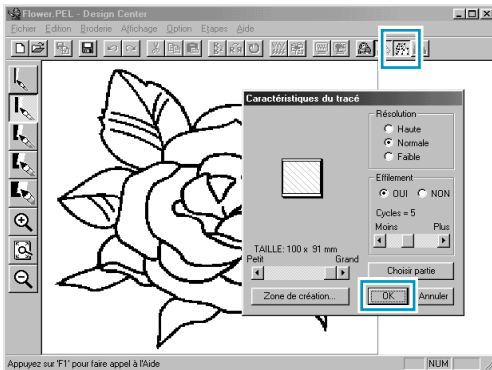 Flower.PEL - Design Center
Fichier Edition Broderie Affichage Option Etapes Aide
Caractéristiques du tracé
Résolution
Haute
Normale
Faible
Effilement
OUI NON
Cycles = 5
Moins Plus
TAILLE: 100 x 91 mm
Petit Grand
Choisir partie
Zone de création... OK Annuler
Appuyez sur 'F1' pour faire appel à l'Aide NUM